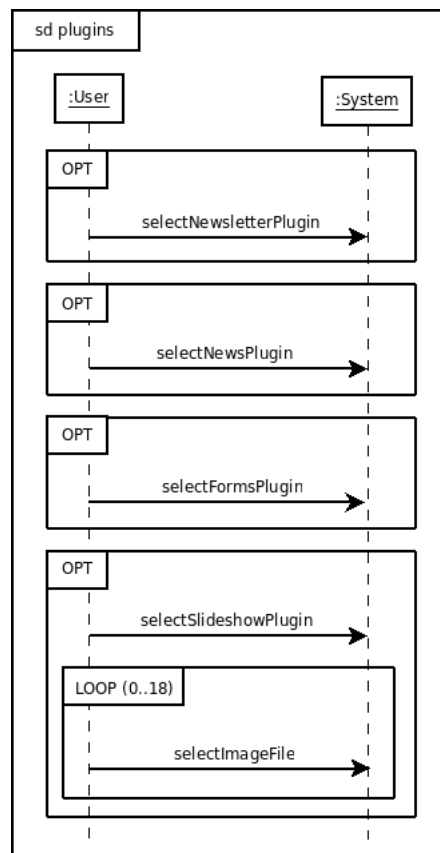 sd plugins
:User
:System
OPT
selectNewsletterPlugin
OPT
selectNewsPlugin
OPT
selectFormsPlugin
OPT
selectSlideshowPlugin
LOOP (0..18)
selectImageFile